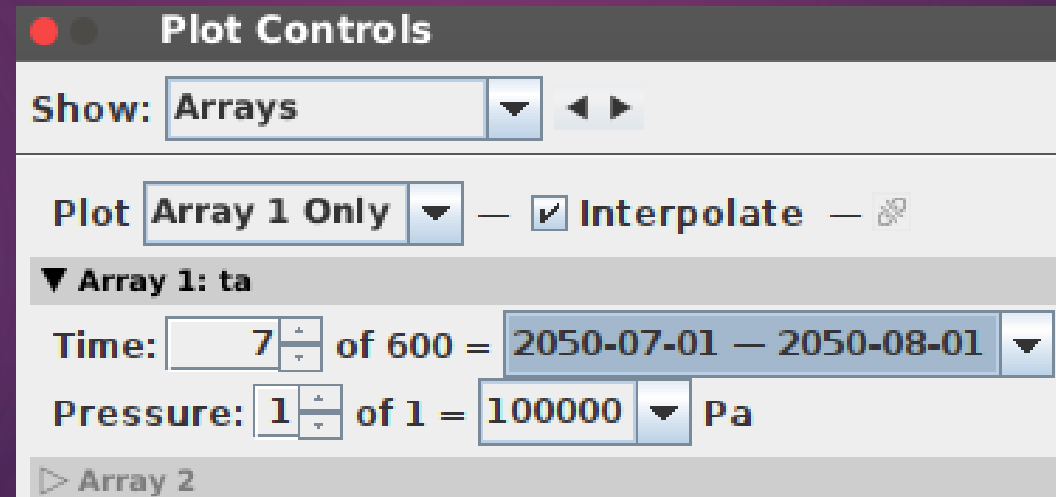 Plot Controls
Show: Arrays
Plot Array 1 Only — Interpolate —
Array 1: ta
Time: 7 of 600 = 2050-07-01 — 2050-08-01
Pressure: 1 of 1 = 100000 Pa
Array 2